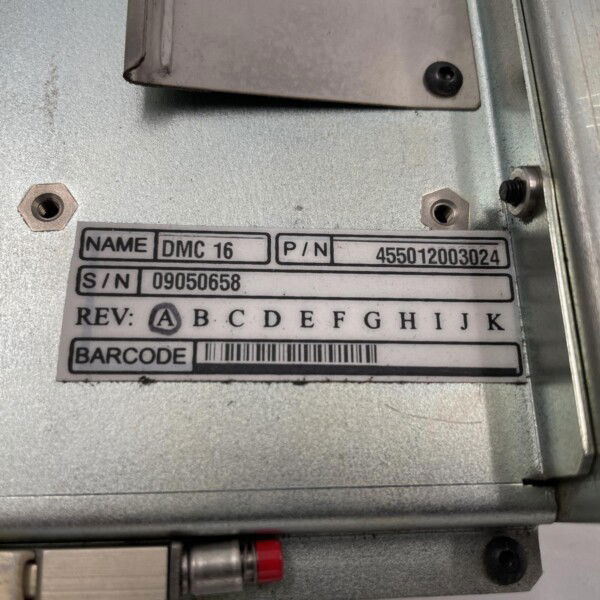 NAME DMC 16 P/N 455012003024
S/N 09050658
REV: A B C D E F G H I J K
BARCODE